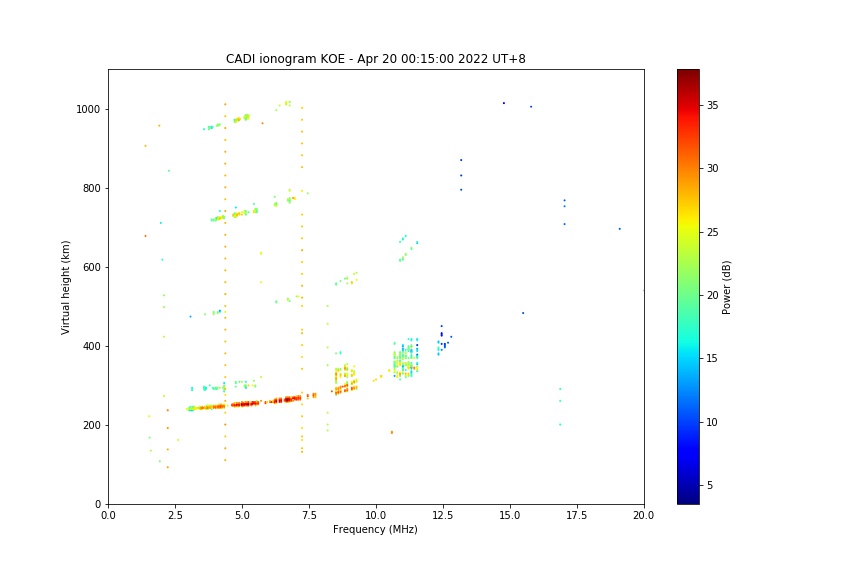 CADI ionogram KOE - Apr 20 00:15:00 2022 UT+8
1000
800
600
400
200
0
Virtual height (km)
0.0 2.5 5.0 7.5 10.0 12.5 15.0 17.5 20.0
Frequency (MHz)
35
30
25
20
15
10
5
Power (dB)